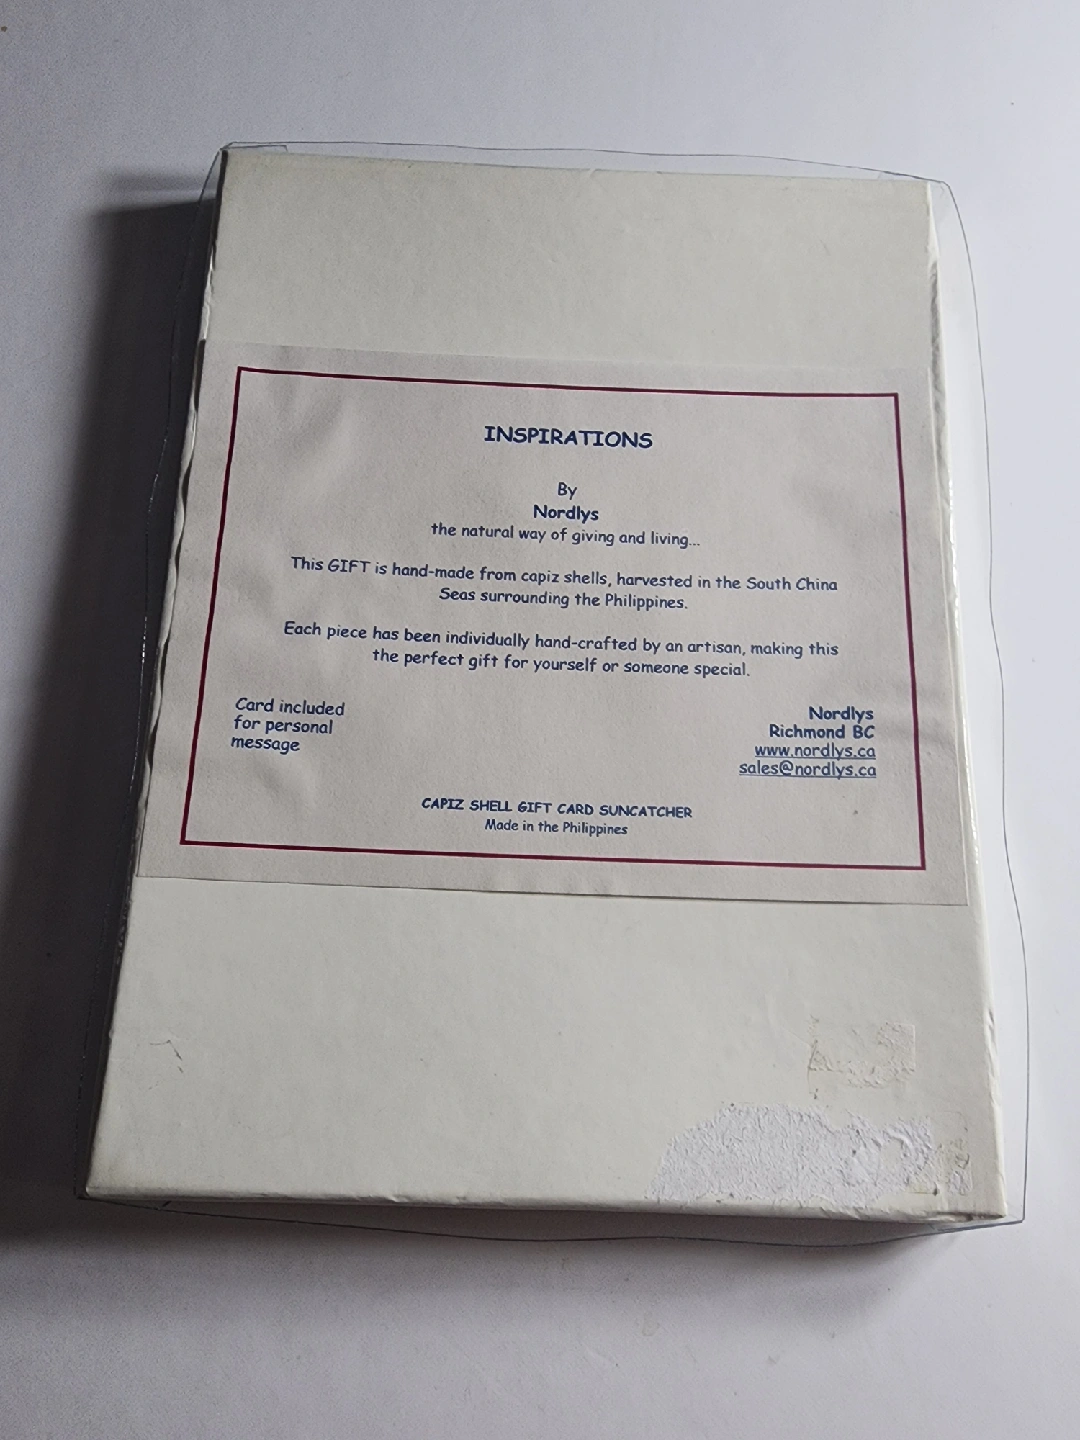 INSPIRATIONS
By
Nordlys
the natural way of giving and living...
This GIFT is hand-made from capiz shells, harvested in the South China
Seas surrounding the Philippines.
Each piece has been individually hand-crafted by an artisan, making this
the perfect gift for yourself or someone special.
Card included
for personal
message
Nordlys
Richmond BC
www.nordlys.ca
sales@nordlys.ca
CAPIZ SHELL GIFT CARD SUNCATCHER
Made in the Philippines